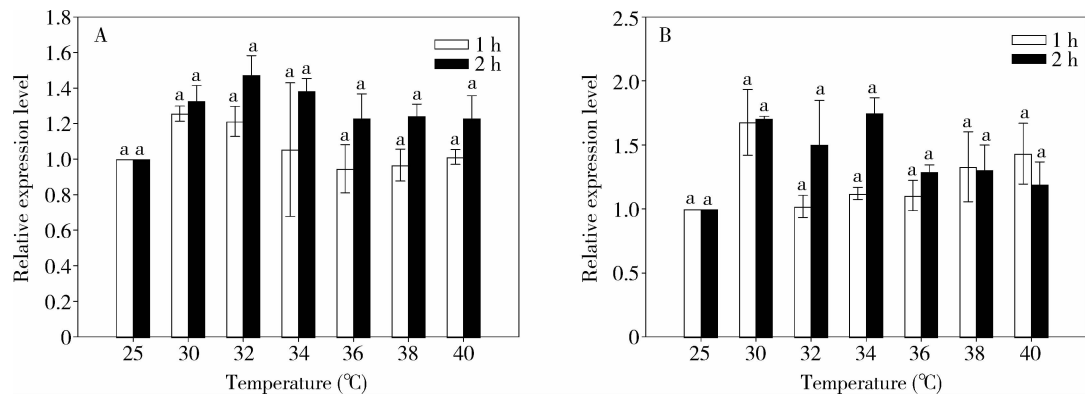 A
1 h
2 h
Relative expression level
1.8
1.6
1.4
1.2
1.0
0.8
0.6
0.4
0.2
0
a a
a a
a a
a a
a a
a a
a a
25 30 32 34 36 38 40
Temperature (℃)
B
1 h
2 h
Relative expression level
2.5
2.0
1.5
1.0
0.5
0
a a
a a
a a
a a
a a
a a
a a
25 30 32 34 36 38 40
Temperature (℃)